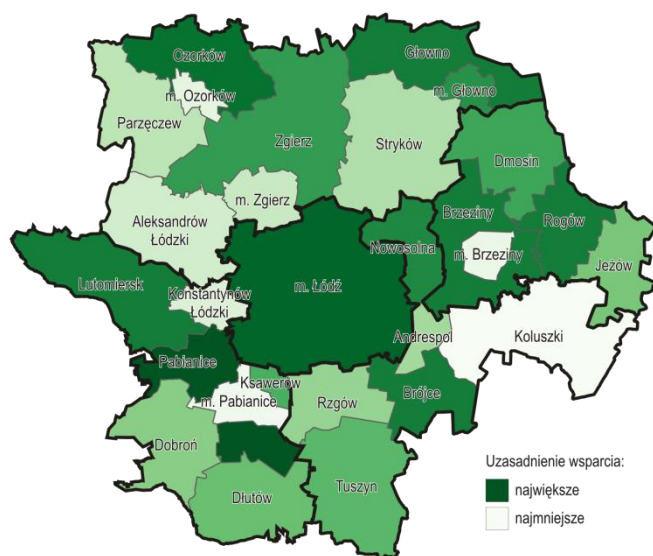 Ozorków
Głowno
m. Ozorków
m. Głowno
Parzęczew
Zgierz
Stryków
Dmosin
m. Zgierz
Aleksandrów
Łódzki
Brzeziny
Rogów
Nowosolna
m. Brzeziny
Jeżów
Lutomiersk
m. Łódź
Konstantynów
Łódzki
Andrespol
Koluszki
Pabianice
Ksawerów
m. Pabianice
Rzgów
Brójce
Dobroń
Dłutów
Tuszyn
Uzasadnienie wsparcia:
największe
najmniejsze